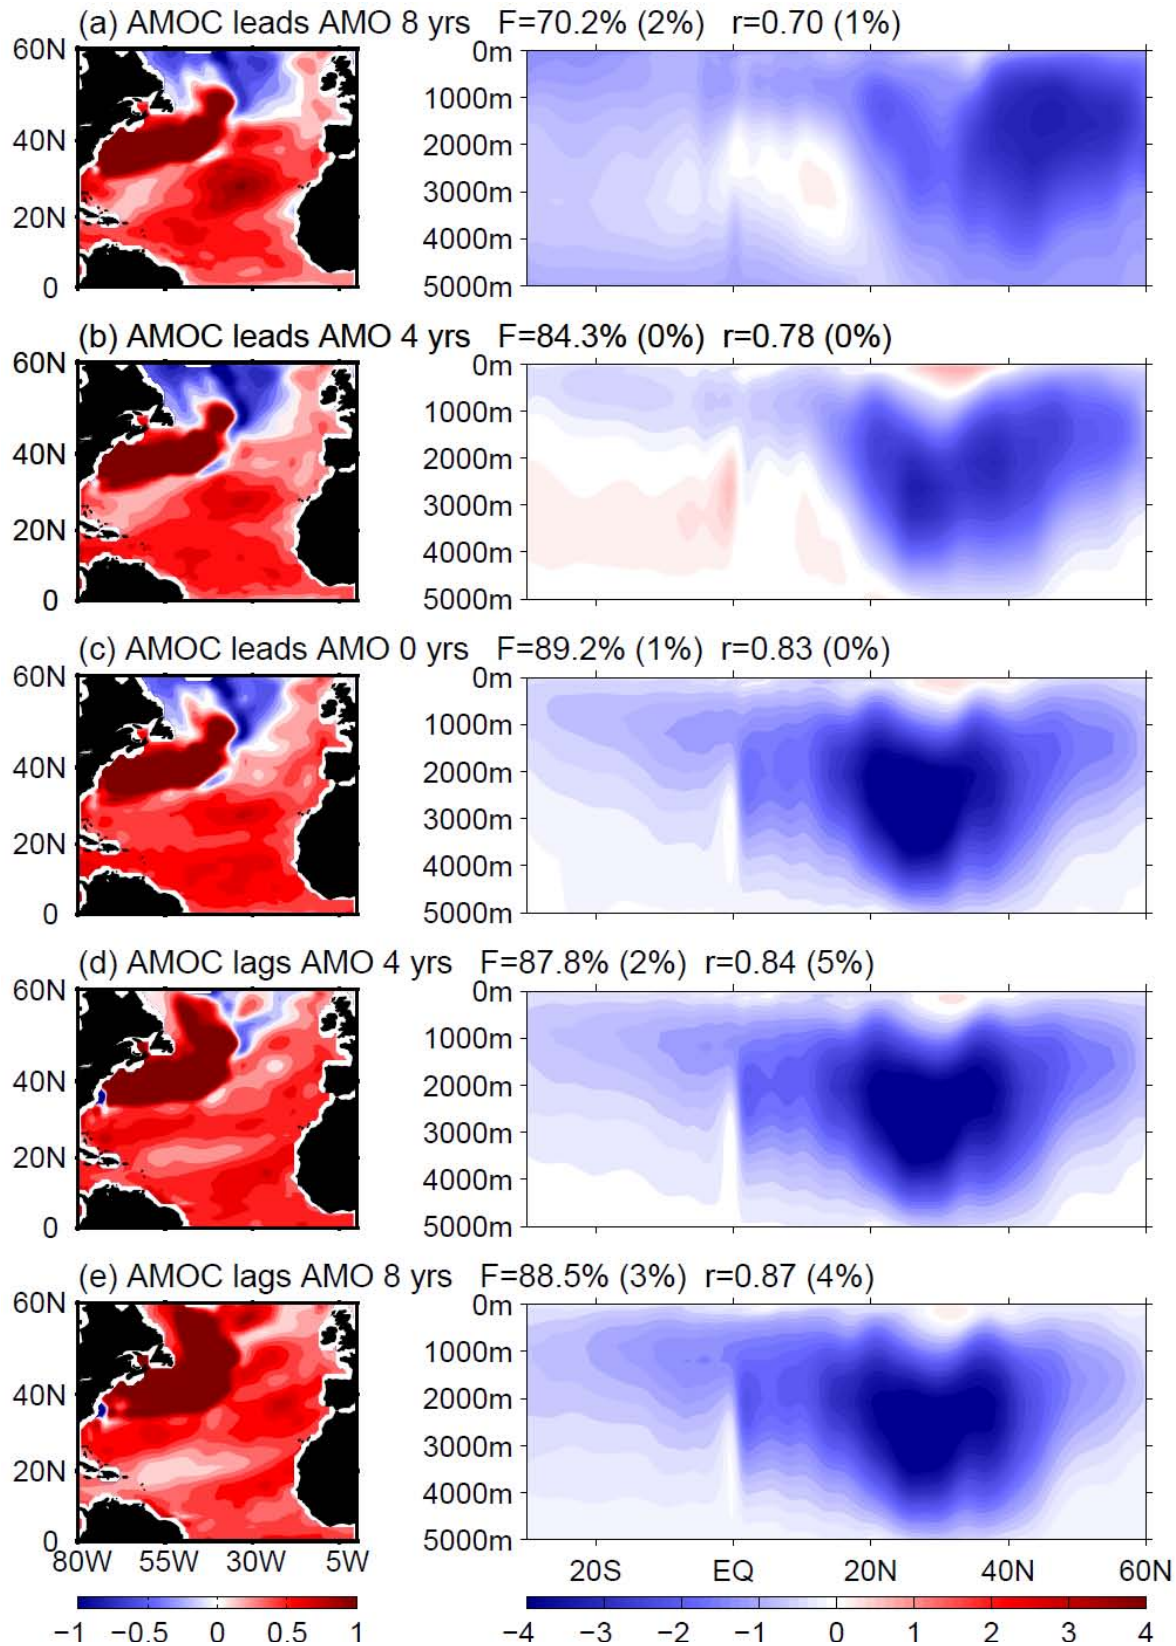 (a) AMOC leads AMO 8 yrs F=70.2% (2%) r=0.70 (1%)
60N 0m
1000m
40N 2000m
20N 3000m
4000m
0 5000m
(b) AMOC leads AMO 4 yrs F=84.3% (0%) r=0.78 (0%)
60N 0m
1000m
40N 2000m
20N 3000m
4000m
0 5000m
(c) AMOC leads AMO 0 yrs F=89.2% (1%) r=0.83 (0%)
60N 0m
1000m
40N 2000m
20N 3000m
4000m
0 5000m
(d) AMOC lags AMO 4 yrs F=87.8% (2%) r=0.84 (5%)
60N 0m
1000m
40N 2000m
20N 3000m
4000m
0 5000m
(e) AMOC lags AMO 8 yrs F=88.5% (3%) r=0.87 (4%)
60N 0m
1000m
40N 2000m
20N 3000m
4000m
0 5000m
80W 55W 30W 5W 20S EQ 20N 40N 60N
−1 −0.5 0 0.5 1 −4 −3 −2 −1 0 1 2 3 4